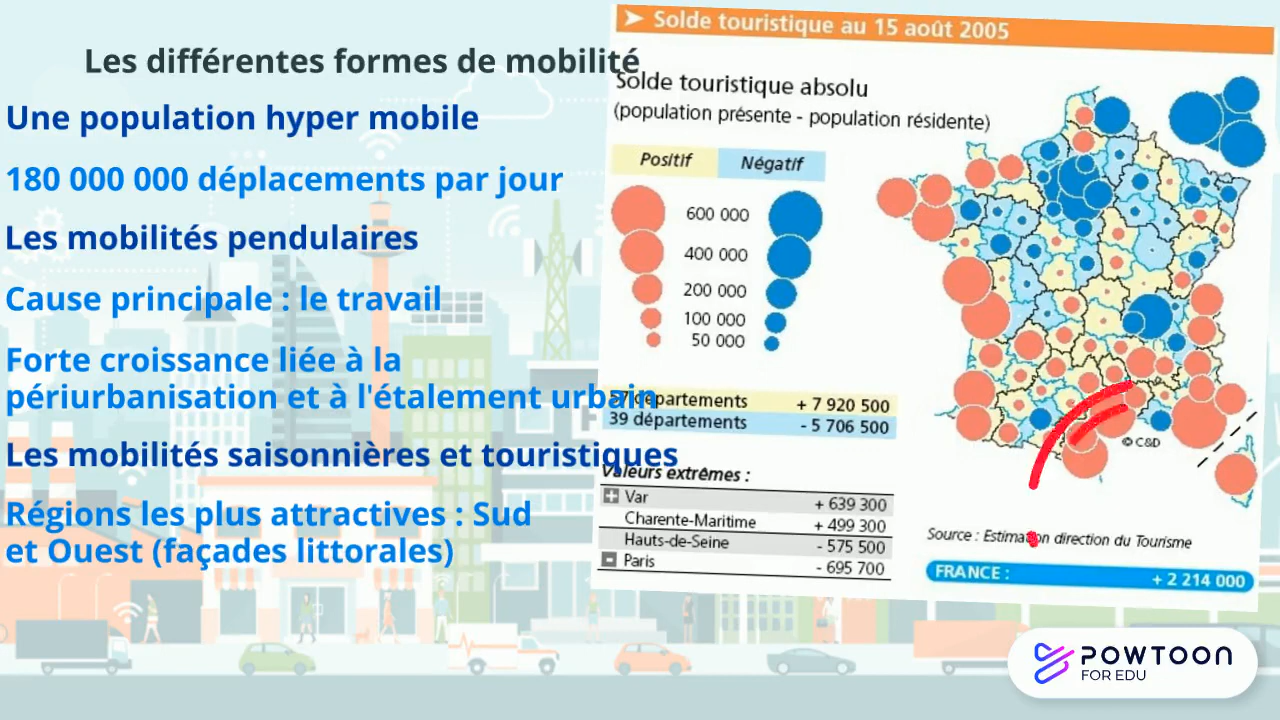 Les différentes formes de mobilité
Une population hyper mobile
180 000 000 déplacements par jour
Les mobilités pendulaires
Cause principale : le travail
Forte croissance liée à la
périurbanisation et à l'étalement urbain
Les mobilités saisonnières et touristiques
Régions les plus attractives : Sud
et Ouest (façades littorales)
Solde touristique au 15 août 2005
Solde touristique absolu
(population présente - population résidente)
Positif Négatif
600 000
400 000
200 000
100 000
50 000
57 départements + 7 920 500
39 départements - 5 706 500
Valeurs extrêmes :
+ Var + 639 300
Charente-Maritime + 499 300
Hauts-de-Seine - 575 500
- Paris - 695 700
© C&D
Source : Estimation direction du Tourisme
FRANCE : + 2 214 000
POWTOON
FOR EDU